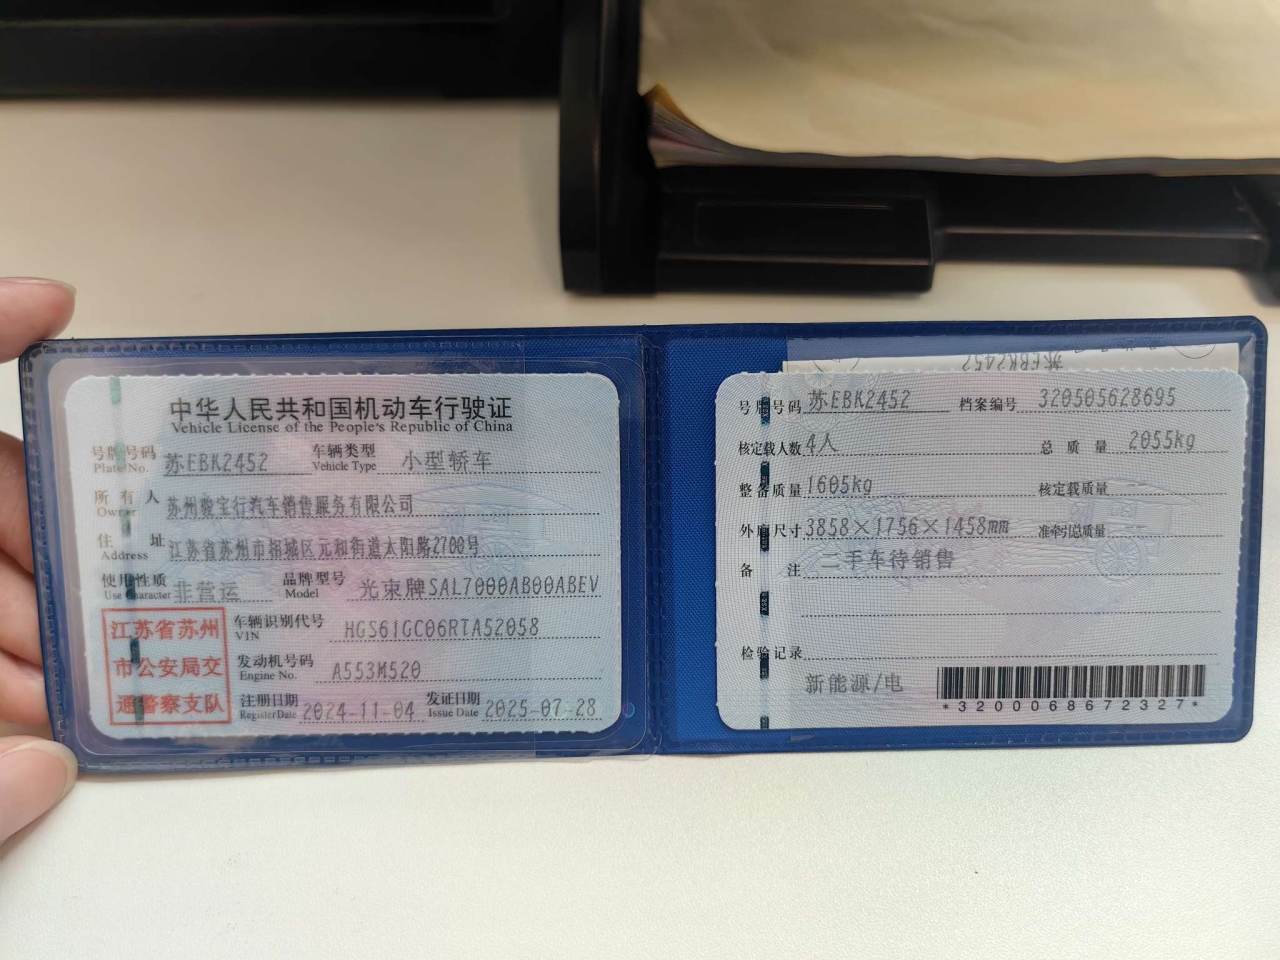 中华人民共和国机动车行驶证
Vehicle License of the People's Republic of China
号牌号码 苏EBK2452 车辆类型 小型轿车
Plate No. Vehicle Type
所有人 苏州骏宝行汽车销售服务有限公司
Owner
住址 江苏省苏州市相城区元和街道太阳路2700号
Address
使用性质 非营运 品牌型号 光束牌SAL7000AB00ABEV
Use Character Model
江苏省苏州
市公安局交
通警察支队
车辆识别代号 HGS61GC06RTA52058
VIN
发动机号码 A553M520
Engine No.
注册日期 2024-11-04 发证日期 2025-07-28
Register Date Issue Date
苏EBK2452
号牌号码 苏EBK2452 档案编号 320505628695
核定载人数 4人 总质量 2055kg
整备质量 1605kg 核定载质量 --
外廓尺寸 3858×1756×1458mm 准牵引总质量 --
备注 二手车待销售
检验记录
新能源/电
*3200068672327*